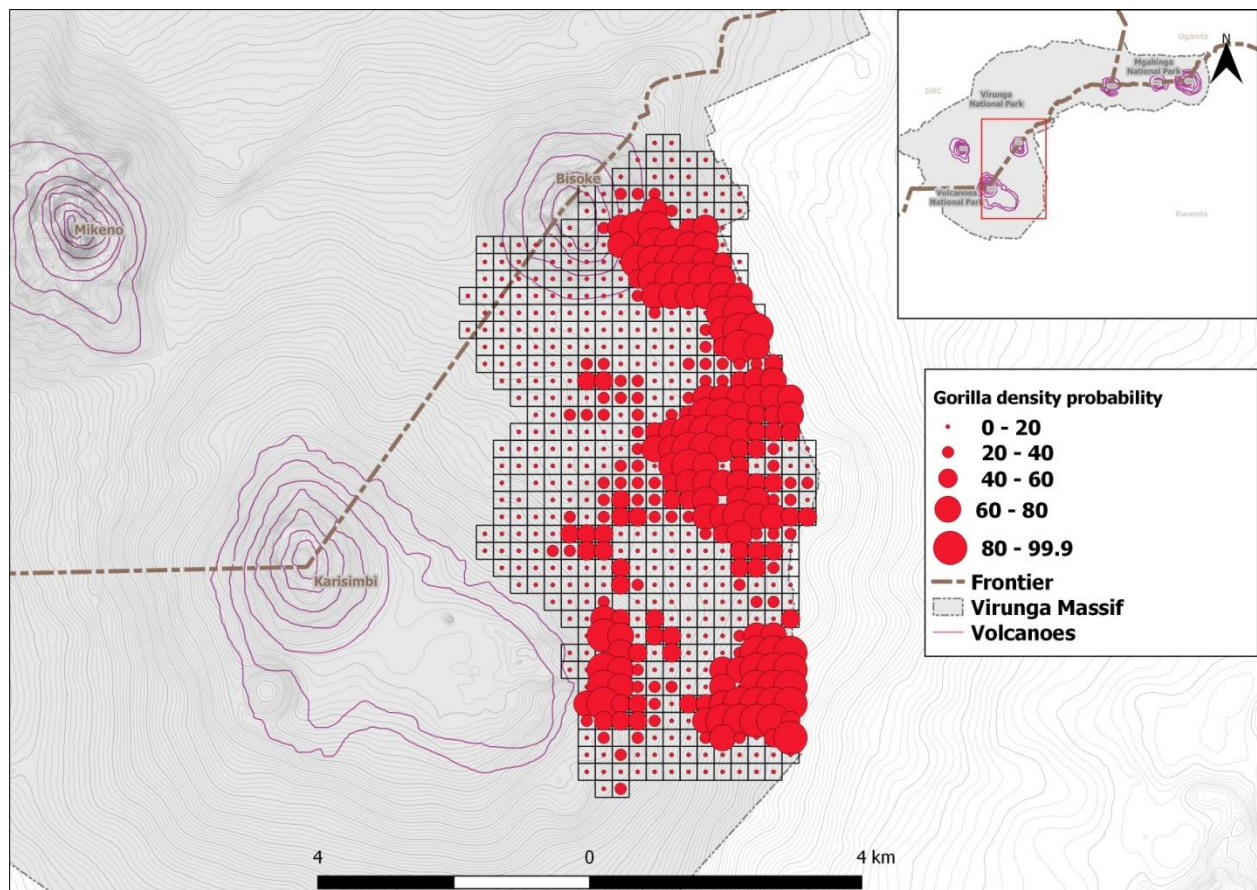 Uganda
N
Mgahinga
National Park
DRC
Virunga
National Park
Volcanoes
National Park
Rwanda
Bisoke
Mikeno
Karisimbi
Gorilla density probability
0 - 20
20 - 40
40 - 60
60 - 80
80 - 99.9
Frontier
Virunga Massif
Volcanoes
4 0 4 km